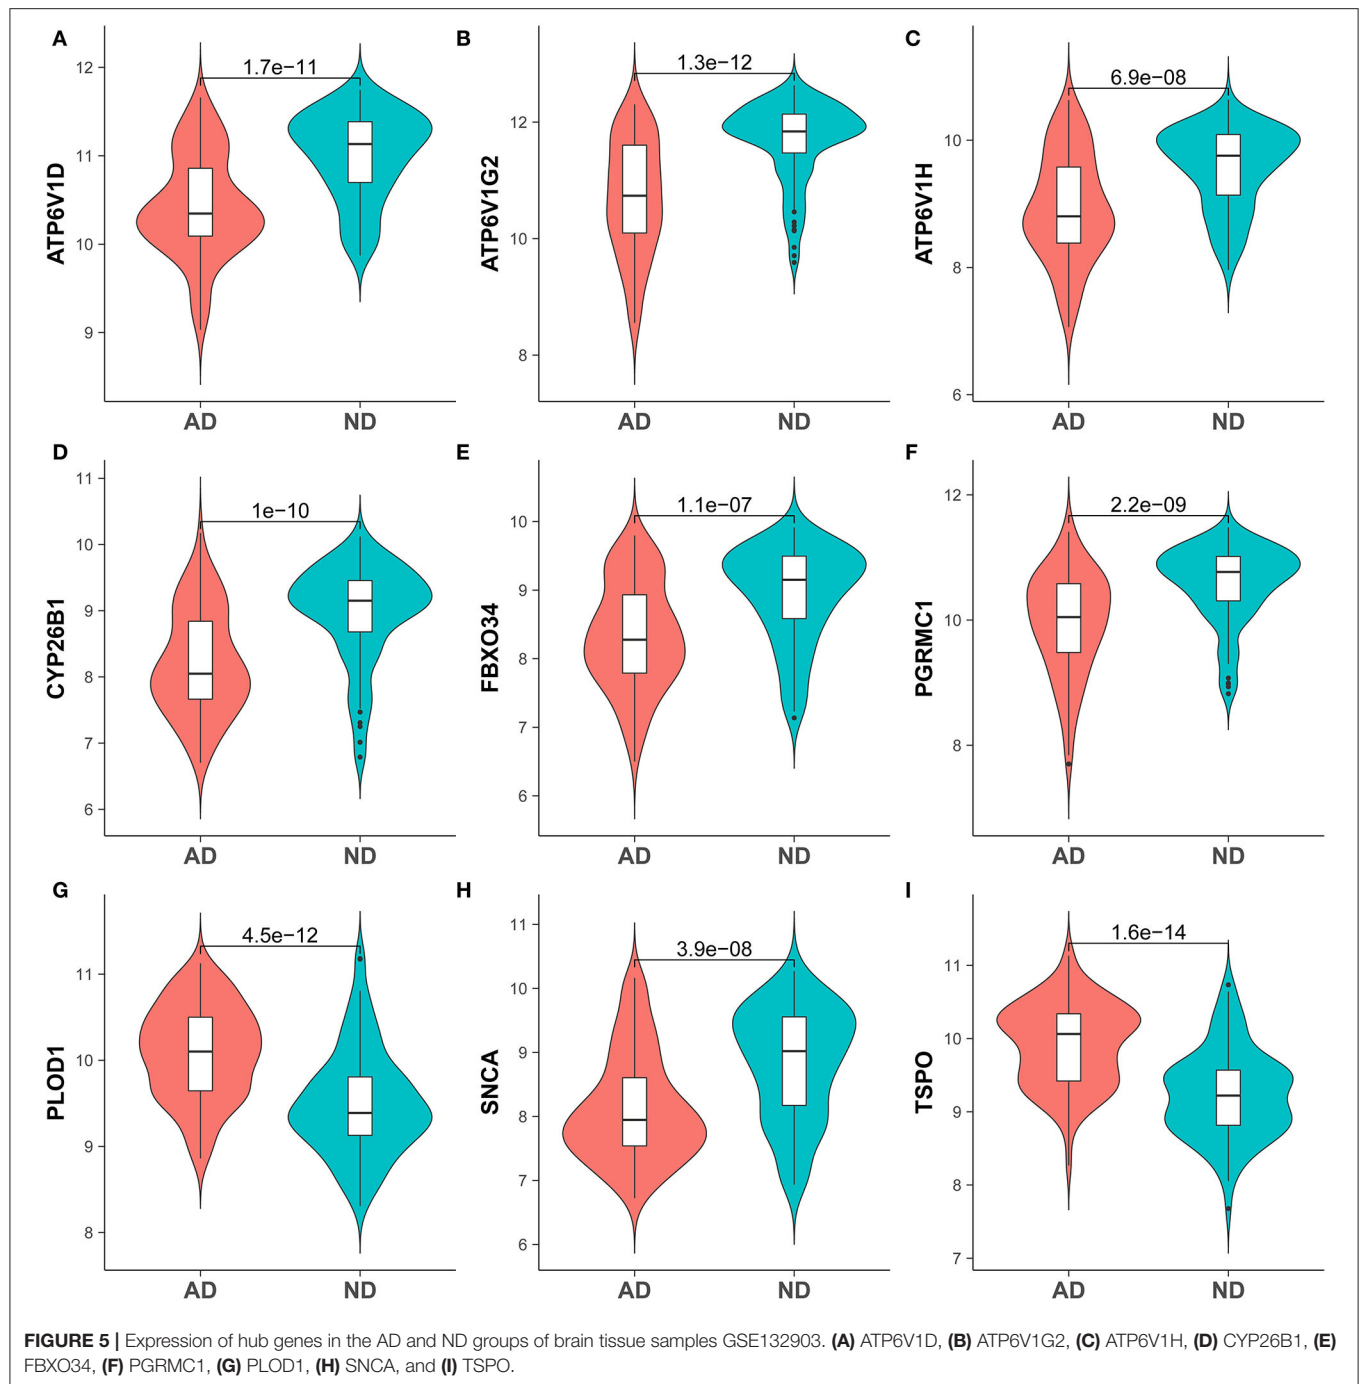 A
B
C
1.7e−11
1.3e−12
6.9e−08
ATP6V1D
12
11
10
9
AD
ND
ATP6V1G2
12
10
8
AD
ND
ATP6V1H
10
8
6
AD
ND
D
E
F
1e−10
1.1e−07
2.2e−09
CYP26B1
11
10
9
8
7
6
AD
ND
FBXO34
10
9
8
7
6
AD
ND
PGRMC1
12
10
8
AD
ND
G
H
I
4.5e−12
3.9e−08
1.6e−14
PLOD1
11
10
9
8
AD
ND
SNCA
11
10
9
8
7
6
AD
ND
TSPO
11
10
9
8
7
AD
ND
FIGURE 5 | Expression of hub genes in the AD and ND groups of brain tissue samples GSE132903. (A) ATP6V1D, (B) ATP6V1G2, (C) ATP6V1H, (D) CYP26B1, (E)
FBXO34, (F) PGRMC1, (G) PLOD1, (H) SNCA, and (I) TSPO.